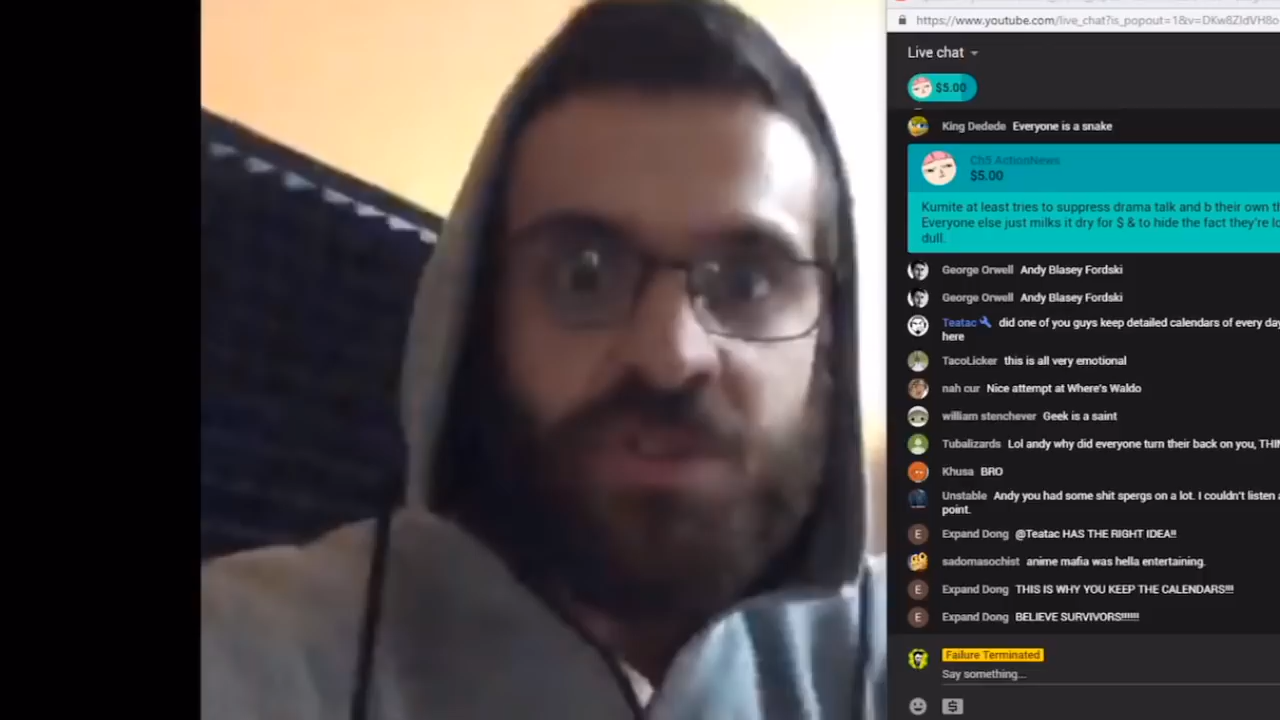 https://www.youtube.com/live_chat?is_popout=1&v=DKw8ZIdVH8o
Live chat
$5.00
King Dedede Everyone is a snake
Ch5 ActionNews
$5.00
Kumite at least tries to suppress drama talk and b their own th
Everyone else just milks it dry for $ & to hide the fact they're lo
dull.
George Orwell Andy Blasey Fordski
George Orwell Andy Blasey Fordski
Teatac did one of you guys keep detailed calendars of every day
here
TacoLicker this is all very emotional
nah cur Nice attempt at Where's Waldo
william stenchever Geek is a saint
Tubalizards Lol andy why did everyone turn their back on you, THIN
Khusa BRO
Unstable Andy you had some shit spergs on a lot. I couldn't listen a
point.
E Expand Dong @Teatac HAS THE RIGHT IDEA!!
sadomasochist anime mafia was hella entertaining.
E Expand Dong THIS IS WHY YOU KEEP THE CALENDARS!!!
E Expand Dong BELIEVE SURVIVORS!!!!!!!
Failure Terminated
Say something...